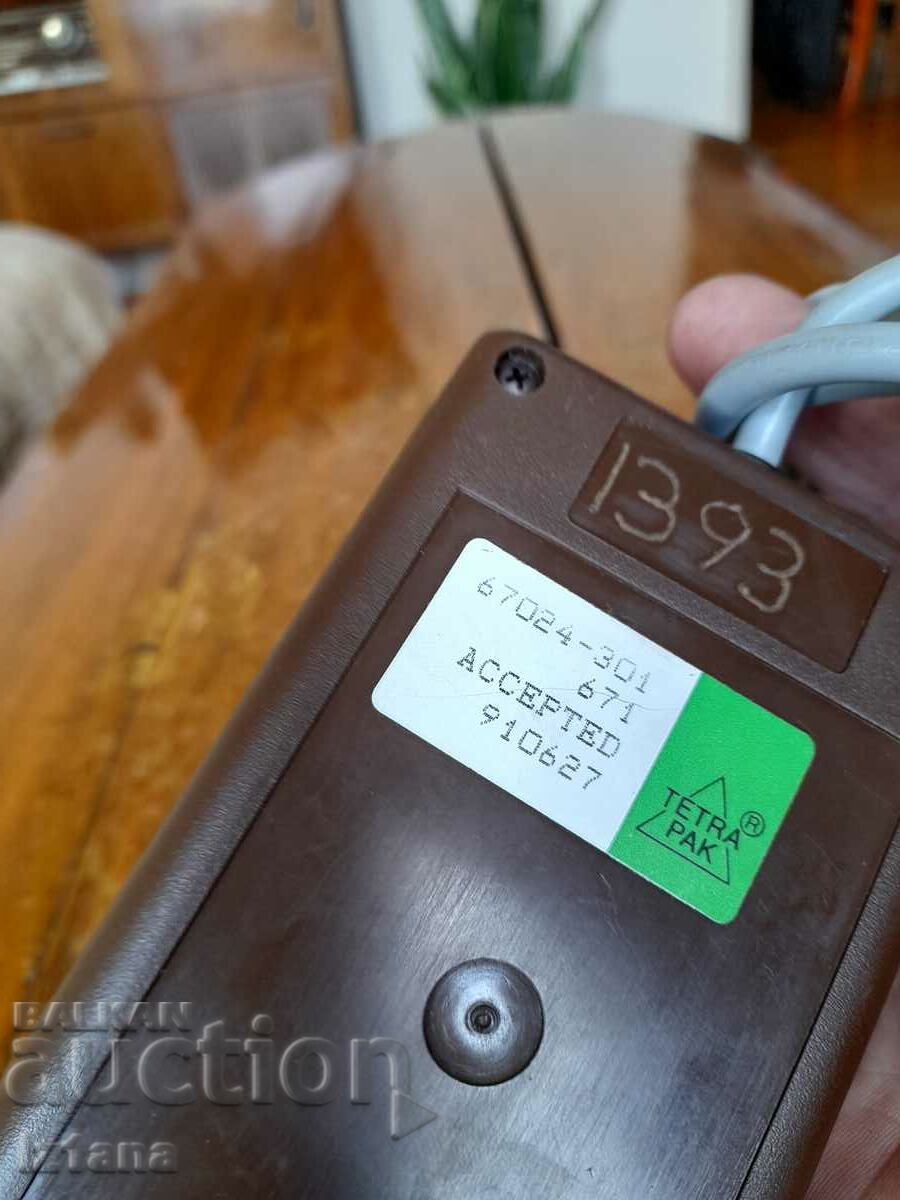 1393
67024-301
671
ACCEPTED
910627
TETRA
PAK
®
BALKAN
auction
iztana